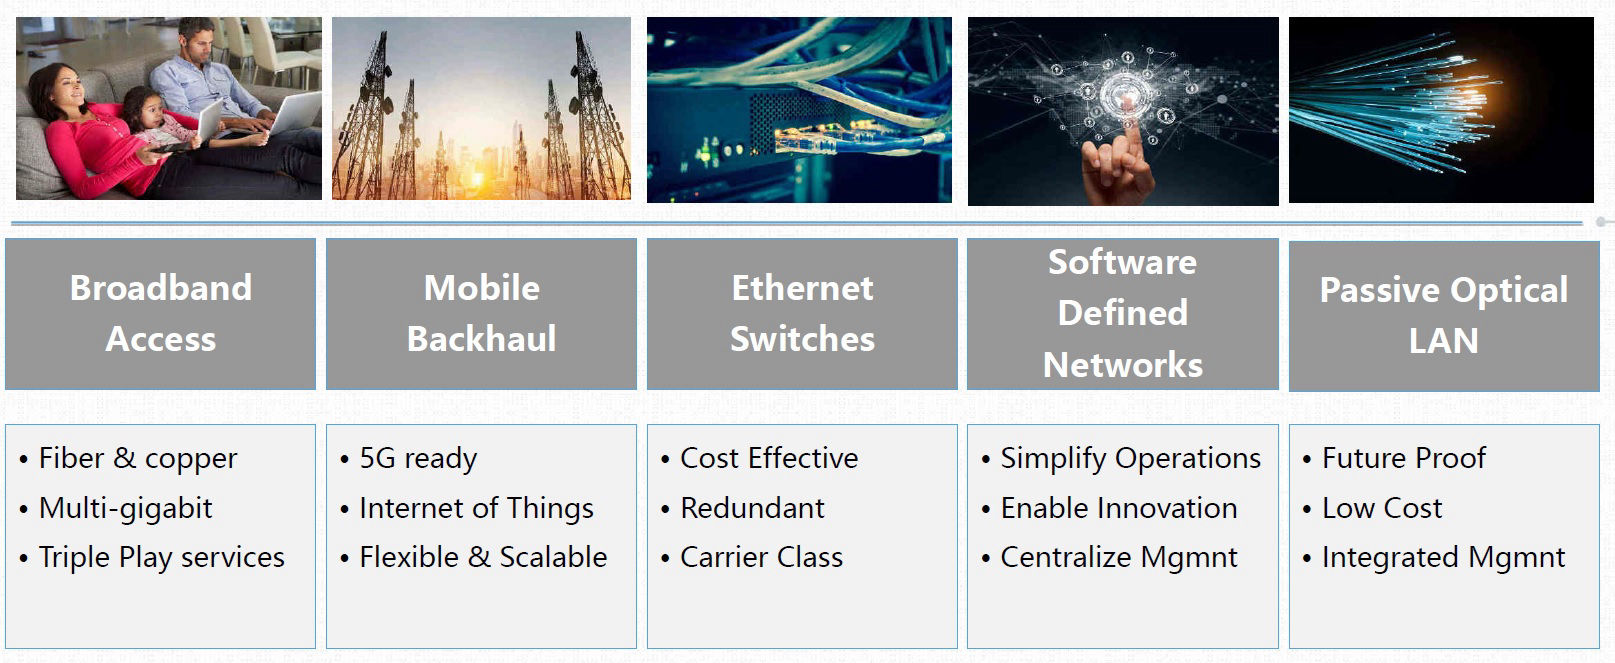 Broadband
Access
Mobile
Backhaul
Ethernet
Switches
Software
Defined
Networks
Passive Optical
LAN
• Fiber & copper
• Multi-gigabit
• Triple Play services
• 5G ready
• Internet of Things
• Flexible & Scalable
• Cost Effective
• Redundant
• Carrier Class
• Simplify Operations
• Enable Innovation
• Centralize Mgmnt
• Future Proof
• Low Cost
• Integrated Mgmnt